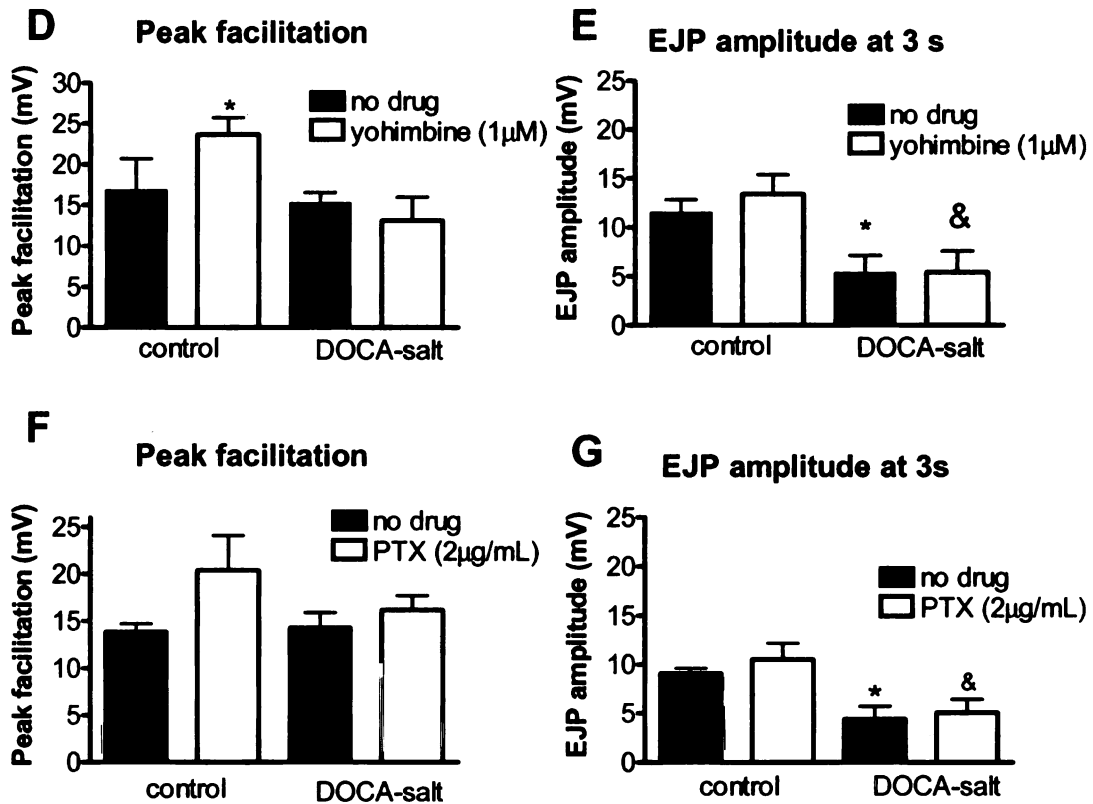 D
Peak facilitation
Peak facilitation (mV)
30
25
20
15
10
5
0
*
no drug
yohimbine (1µM)
control
DOCA-salt
E
EJP amplitude at 3 s
EJP amplitude (mV)
25
20
15
10
5
0
no drug
yohimbine (1µM)
*
&
control
DOCA-salt
F
Peak facilitation
Peak facilitation (mV)
25
20
15
10
5
0
no drug
PTX (2µg/mL)
control
DOCA-salt
G
EJP amplitude at 3s
EJP amplitude (mV)
25
20
15
10
5
0
no drug
PTX (2µg/mL)
*
&
control
DOCA-salt